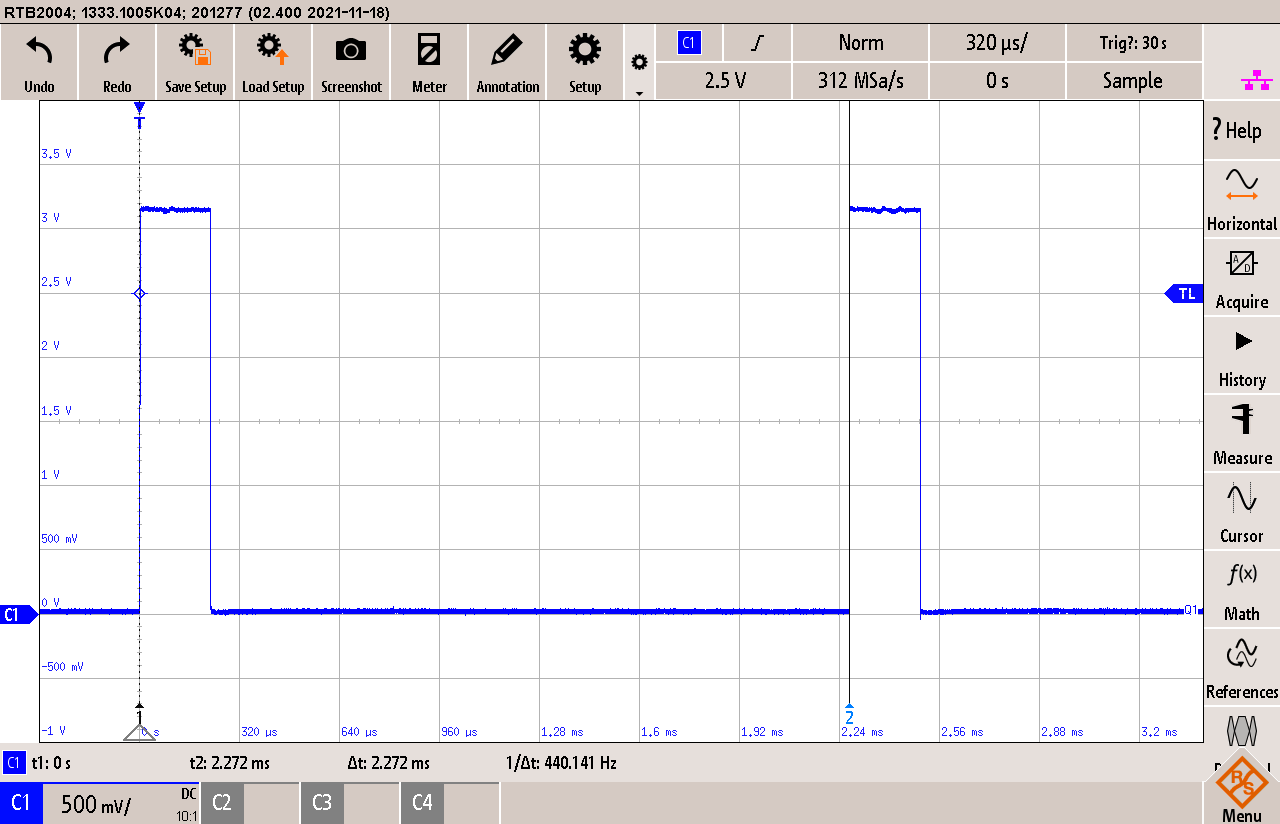 RTB2004; 1333.1005K04; 201277 (02.400 2021-11-18)
Undo
Redo
Save Setup
Load Setup
Screenshot
Meter
Annotation
Setup
C1
Norm
320 µs/
Trig?: 30 s
2.5 V
312 MSa/s
0 s
Sample
? Help
Horizontal
Acquire
History
Measure
Cursor
f(x)
Math
References
Menu
T
3.5 V
3 V
2.5 V
TL
2 V
1.5 V
1 V
500 mV
0 V
C1
Q1
-500 mV
-1 V
1
2
0 s
320 µs
640 µs
960 µs
1.28 ms
1.6 ms
1.92 ms
2.24 ms
2.56 ms
2.88 ms
3.2 ms
C1 t1: 0 s t2: 2.272 ms Δt: 2.272 ms 1/Δt: 440.141 Hz
C1 500 mV/ DC 10:1 C2 C3 C4
R&S